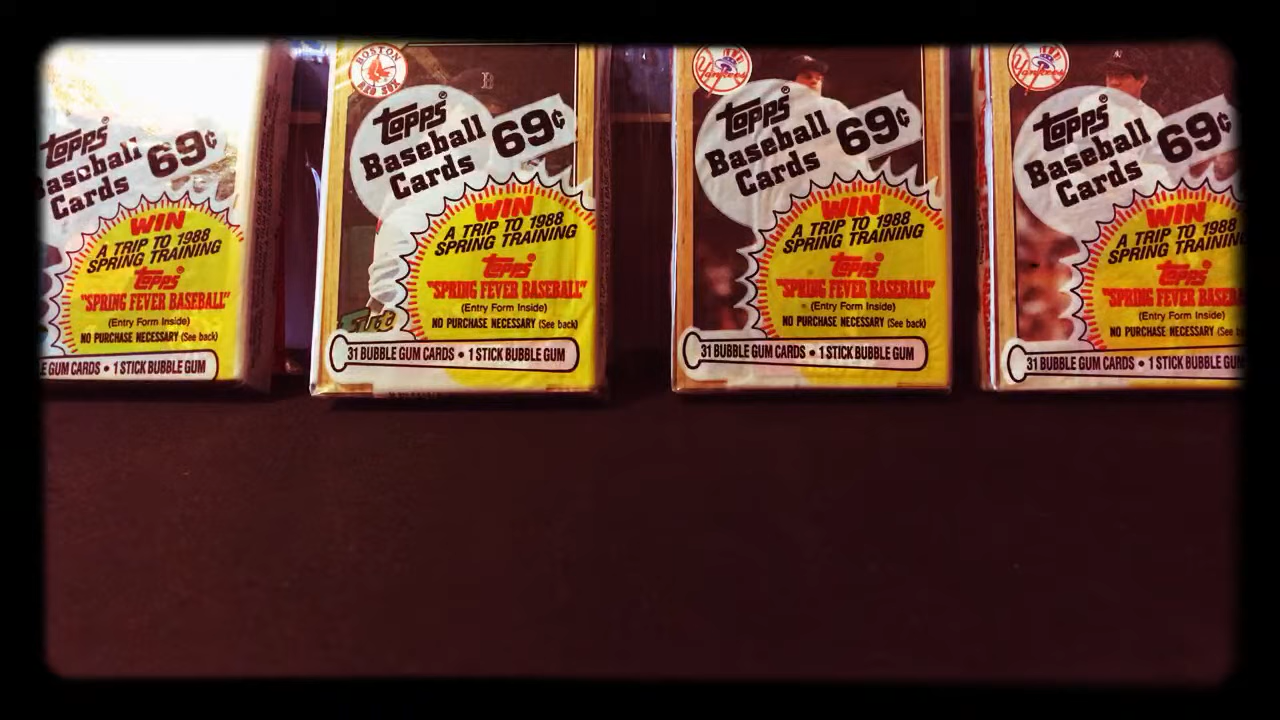 Topps
Baseball
Cards
69¢
WIN
A TRIP TO 1988
SPRING TRAINING
Topps
"SPRING FEVER BASEBALL"
(Entry Form Inside)
NO PURCHASE NECESSARY (See back)
E GUM CARDS • 1 STICK BUBBLE GUM
BOSTON
RED SOX
B
Topps
Baseball
Cards
69¢
WIN
A TRIP TO 1988
SPRING TRAINING
Topps
"SPRING FEVER BASEBALL"
(Entry Form Inside)
NO PURCHASE NECESSARY (See back)
31 BUBBLE GUM CARDS • 1 STICK BUBBLE GUM
Yankees
Topps
Baseball
Cards
69¢
WIN
A TRIP TO 1988
SPRING TRAINING
Topps
"SPRING FEVER BASEBALL"
(Entry Form Inside)
NO PURCHASE NECESSARY (See back)
31 BUBBLE GUM CARDS • 1 STICK BUBBLE GUM
Yankees
Topps
Baseball
Cards
69¢
WIN
A TRIP TO 1988
SPRING TRAINING
Topps
"SPRING FEVER BASEBA
(Entry Form Inside)
NO PURCHASE NECESSARY (See b
31 BUBBLE GUM CARDS • 1 STICK BUBBLE GU